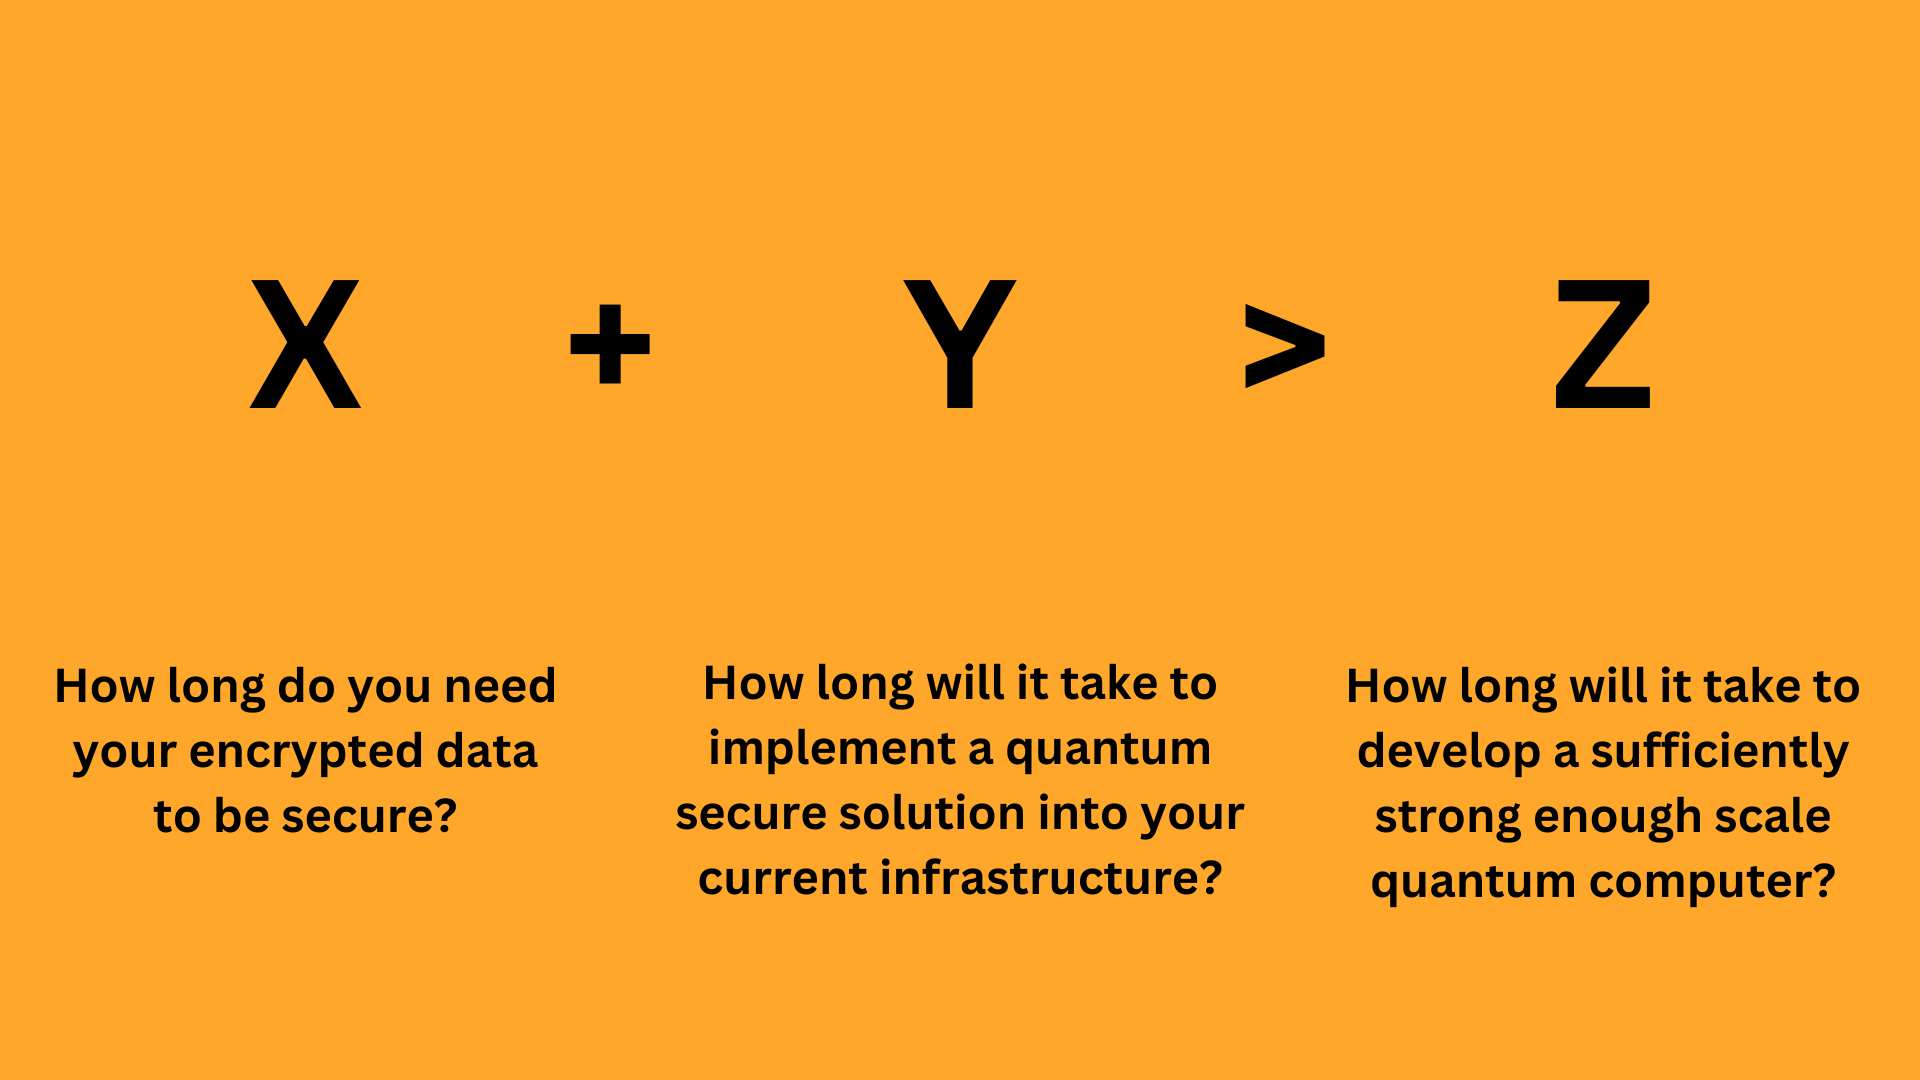 X + Y > Z
How long do you need
your encrypted data
to be secure?
How long will it take to
implement a quantum
secure solution into your
current infrastructure?
How long will it take to
develop a sufficiently
strong enough scale
quantum computer?